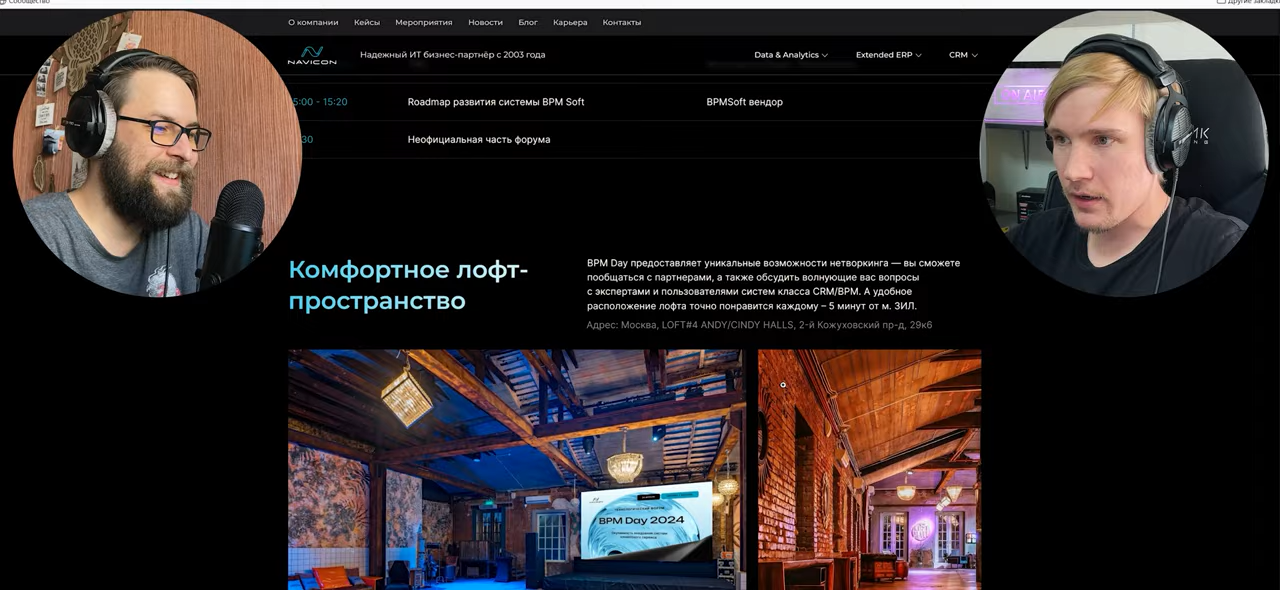 Сообщество
Другие закладки
О компании Кейсы Мероприятия Новости Блог Карьера Контакты
NAVICON
Надежный ИТ бизнес-партнёр с 2003 года
Data & Analytics Extended ERP CRM
5:00 - 15:20 Roadmap развития системы BPM Soft BPMSoft вендор
30 Неофициальная часть форума
Комфортное лофт-
пространство
BPM Day предоставляет уникальные возможности нетворкинга — вы сможете
пообщаться с партнерами, а также обсудить волнующие вас вопросы
с экспертами и пользователями систем класса CRM/BPM. А удобное
расположение лофта точно понравится каждому – 5 минут от м. ЗИЛ.
Адрес: Москва, LOFT#4 ANDY/CINDY HALLS, 2-й Кожуховский пр-д, 29к6
BPM Day 2024